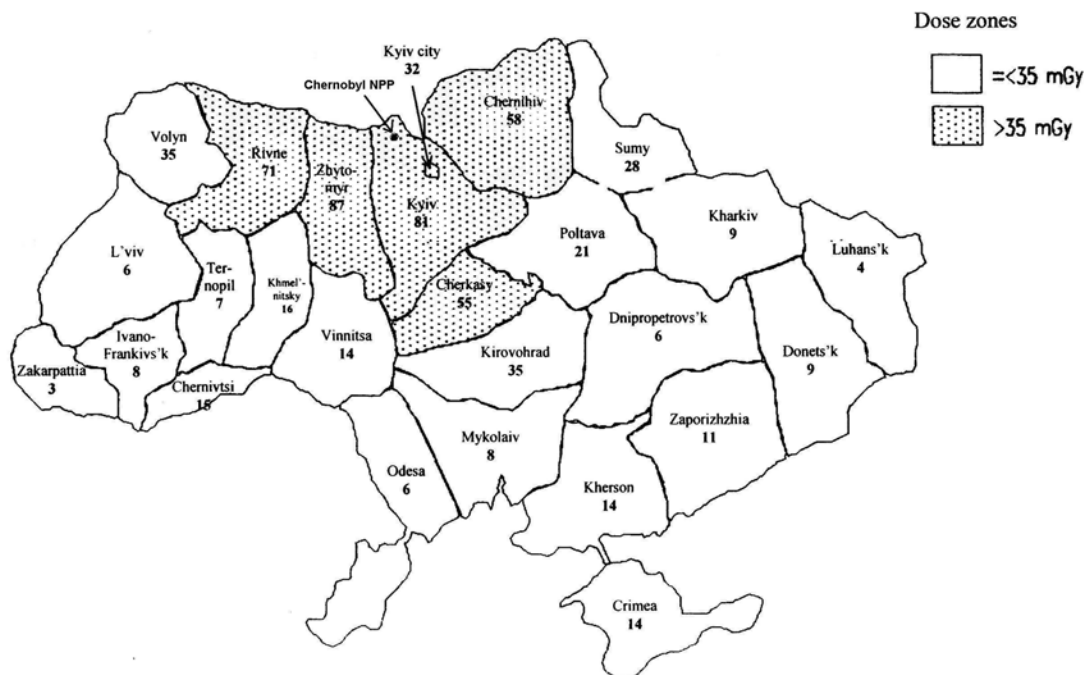 Dose zones
=<35 mGy
>35 mGy
Kyiv city
32
Chernobyl NPP
Chernihiv
58
Volyn
35
Rivne
71
Zhyto-
myr
87
Kyiv
81
Sumy
28
Kharkiv
9
Luhans'k
4
L'viv
6
Ter-
nopil
7
Khmel'-
nitsky
16
Poltava
21
Cherkasy
55
Vinnitsa
14
Kirovohrad
35
Dnipropetrovs'k
6
Donets'k
9
Ivano-
Frankivs'k
8
Zakarpattia
3
Chernivtsi
15
Zaporizhzhia
11
Mykolaiv
8
Odesa
6
Kherson
14
Crimea
14